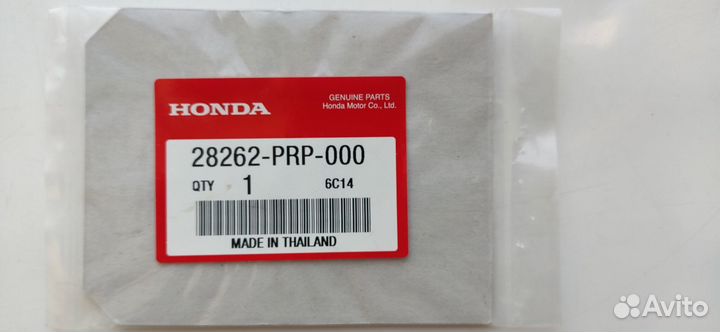 GENUINE PARTS
HONDA Honda Motor Co., Ltd.
28262-PRP-000
QTY 1 6C14
MADE IN THAILAND
Avito